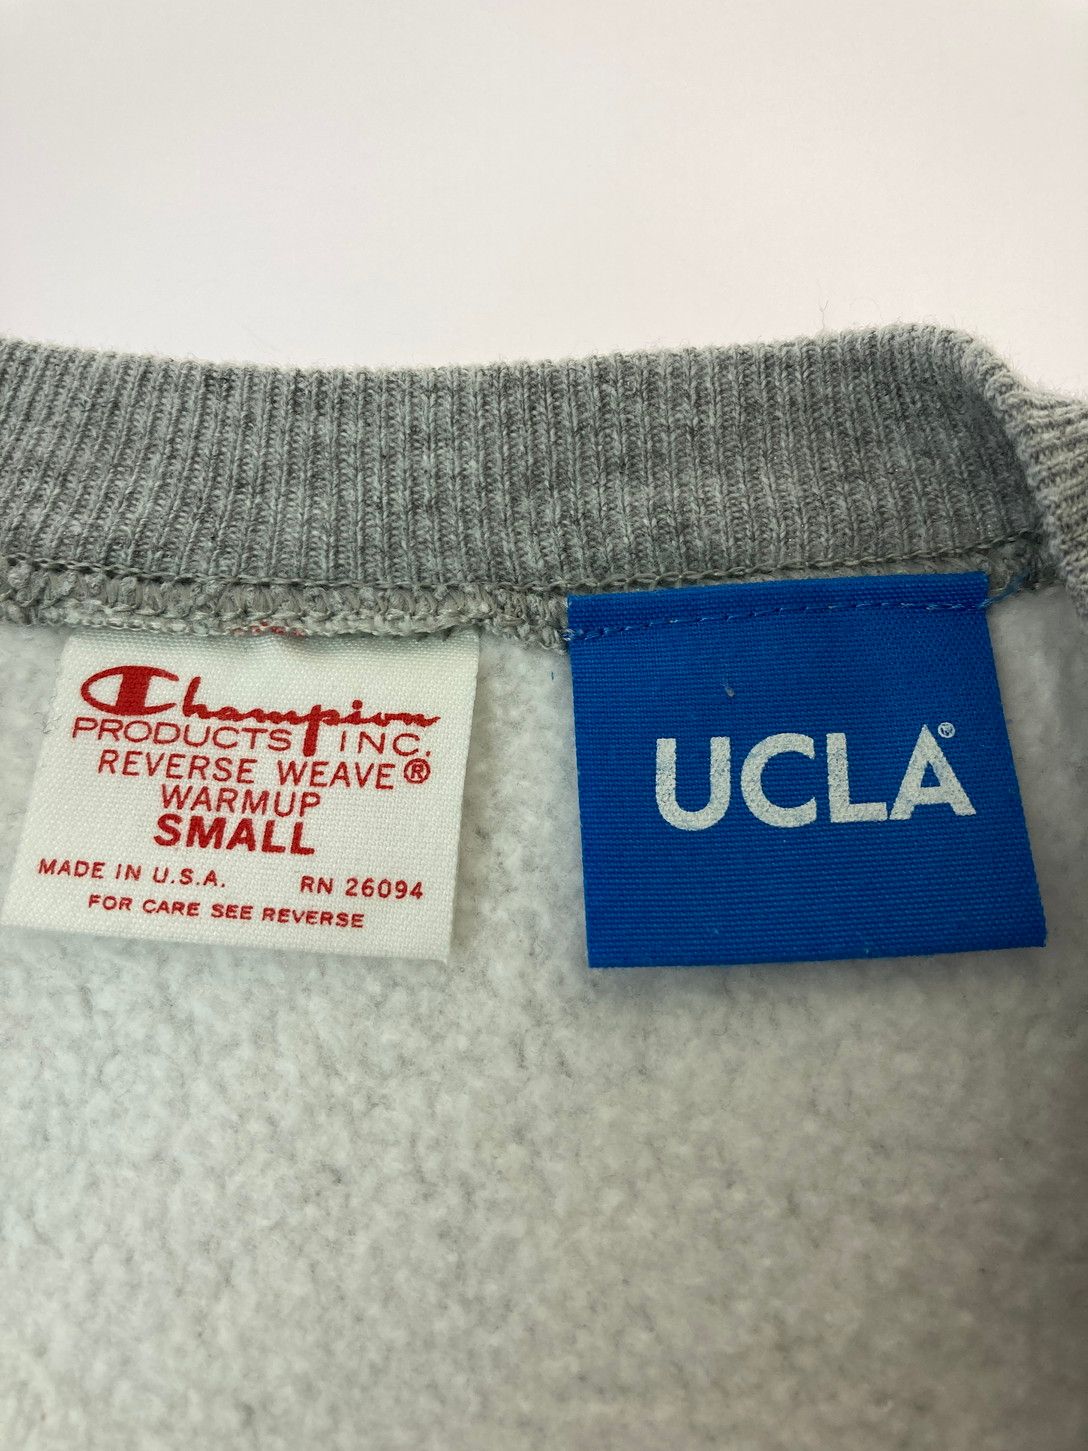 Champion
PRODUCTS INC.
REVERSE WEAVE®
WARMUP
SMALL
MADE IN U.S.A. RN 26094
FOR CARE SEE REVERSE
UCLA®